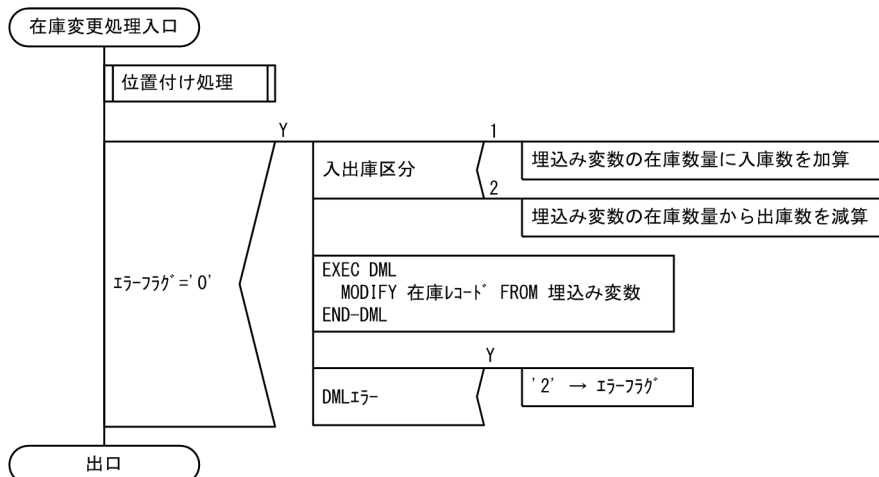 在庫変更処理入口
位置付け処理
Y
1
入出庫区分
埋込み変数の在庫数量に入庫数を加算
2
埋込み変数の在庫数量から出庫数を減算
ｴﾗｰﾌﾗｸﾞ='0'
EXEC DML
MODIFY 在庫ﾚｺｰﾄﾞ FROM 埋込み変数
END-DML
Y
DMLｴﾗｰ
'2' → ｴﾗｰﾌﾗｸﾞ
出口